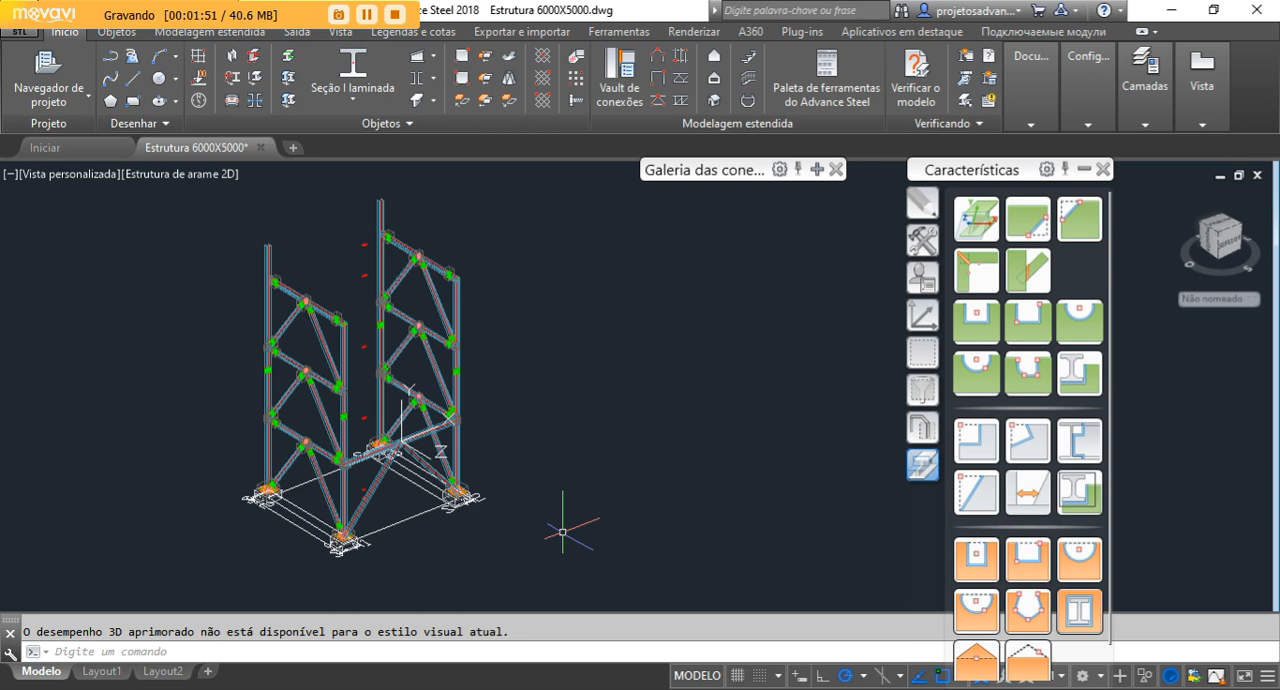 movavi Gravando [00:01:51 / 40.6 MB]
ce Steel 2018 Estrutura 6000X5000.dwg
Digite palavra-chave ou frase
projetosadvan...
STL
Início Objetos Modelagem estendida Saída Vista Legendas e cotas Exportar e importar Ferramentas Renderizar A360 Plug-ins Aplicativos em destaque Подключаемые модули
Navegador de projeto
Seção I laminada
Vault de conexões
Paleta de ferramentas do Advance Steel
Verificar o modelo
Docu...
Config...
Camadas
Vista
Projeto Desenhar Objetos Modelagem estendida Verificando
Iniciar Estrutura 6000X5000*
[−][Vista personalizada][Estrutura de arame 2D]
Galeria das cone...
Características
Não nomeado
Y
X
Z
O desempenho 3D aprimorado não está disponível para o estilo visual atual.
Digite um comando
Modelo Layout1 Layout2
MODELO